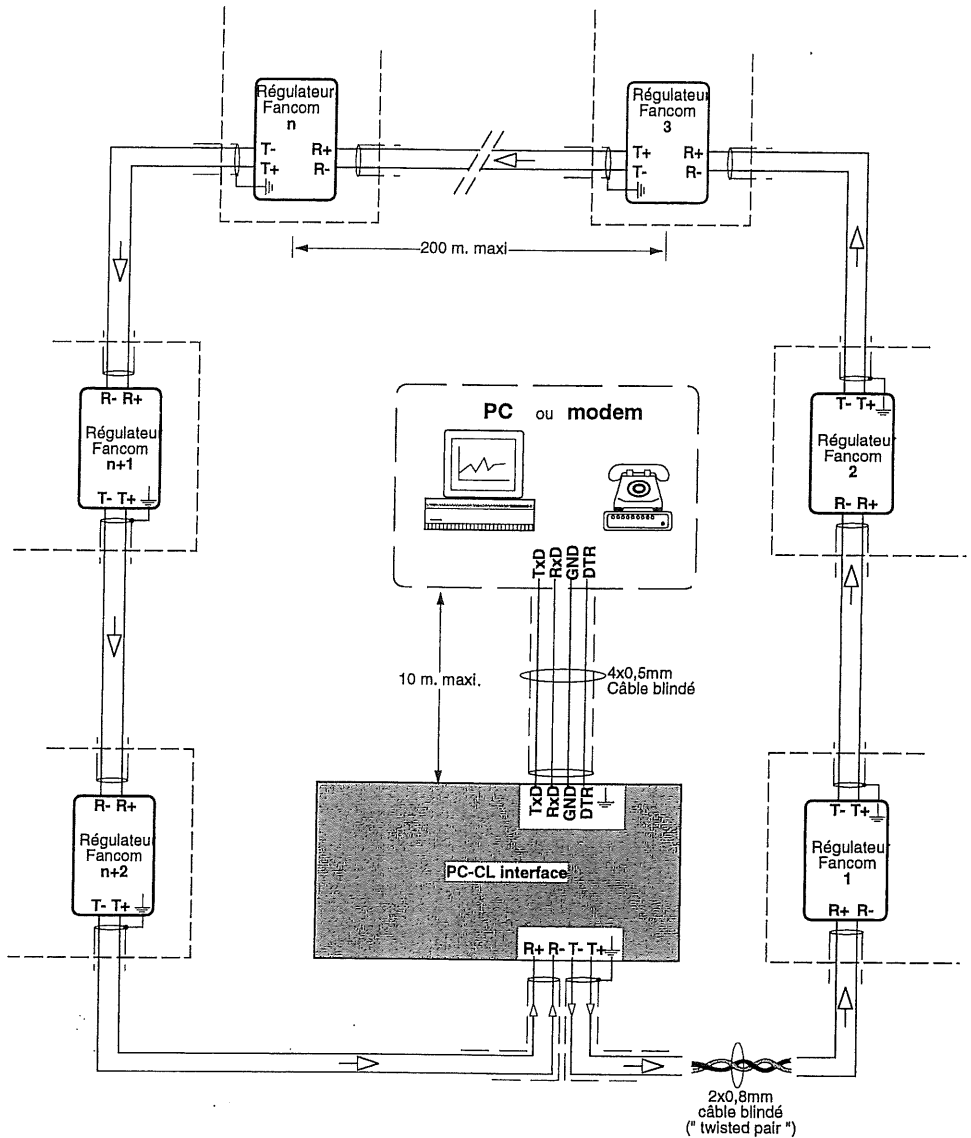 Régulateur
Fancom
n
T- R+
T+ R-
Régulateur
Fancom
3
T+ R+
T- R-
200 m. maxi
R- R+
Régulateur
Fancom
n+1
T- T+
PC ou modem
TxD
RxD
GND
DTR
T- T+
Régulateur
Fancom
2
R- R+
10 m. maxi.
4x0,5mm
Câble blindé
R- R+
Régulateur
Fancom
n+2
T- T+
TxD
RxD
GND
DTR
PC-CL interface
R+ R- T- T+
T- T+
Régulateur
Fancom
1
R+ R-
2x0,8mm
câble blindé
(" twisted pair ")